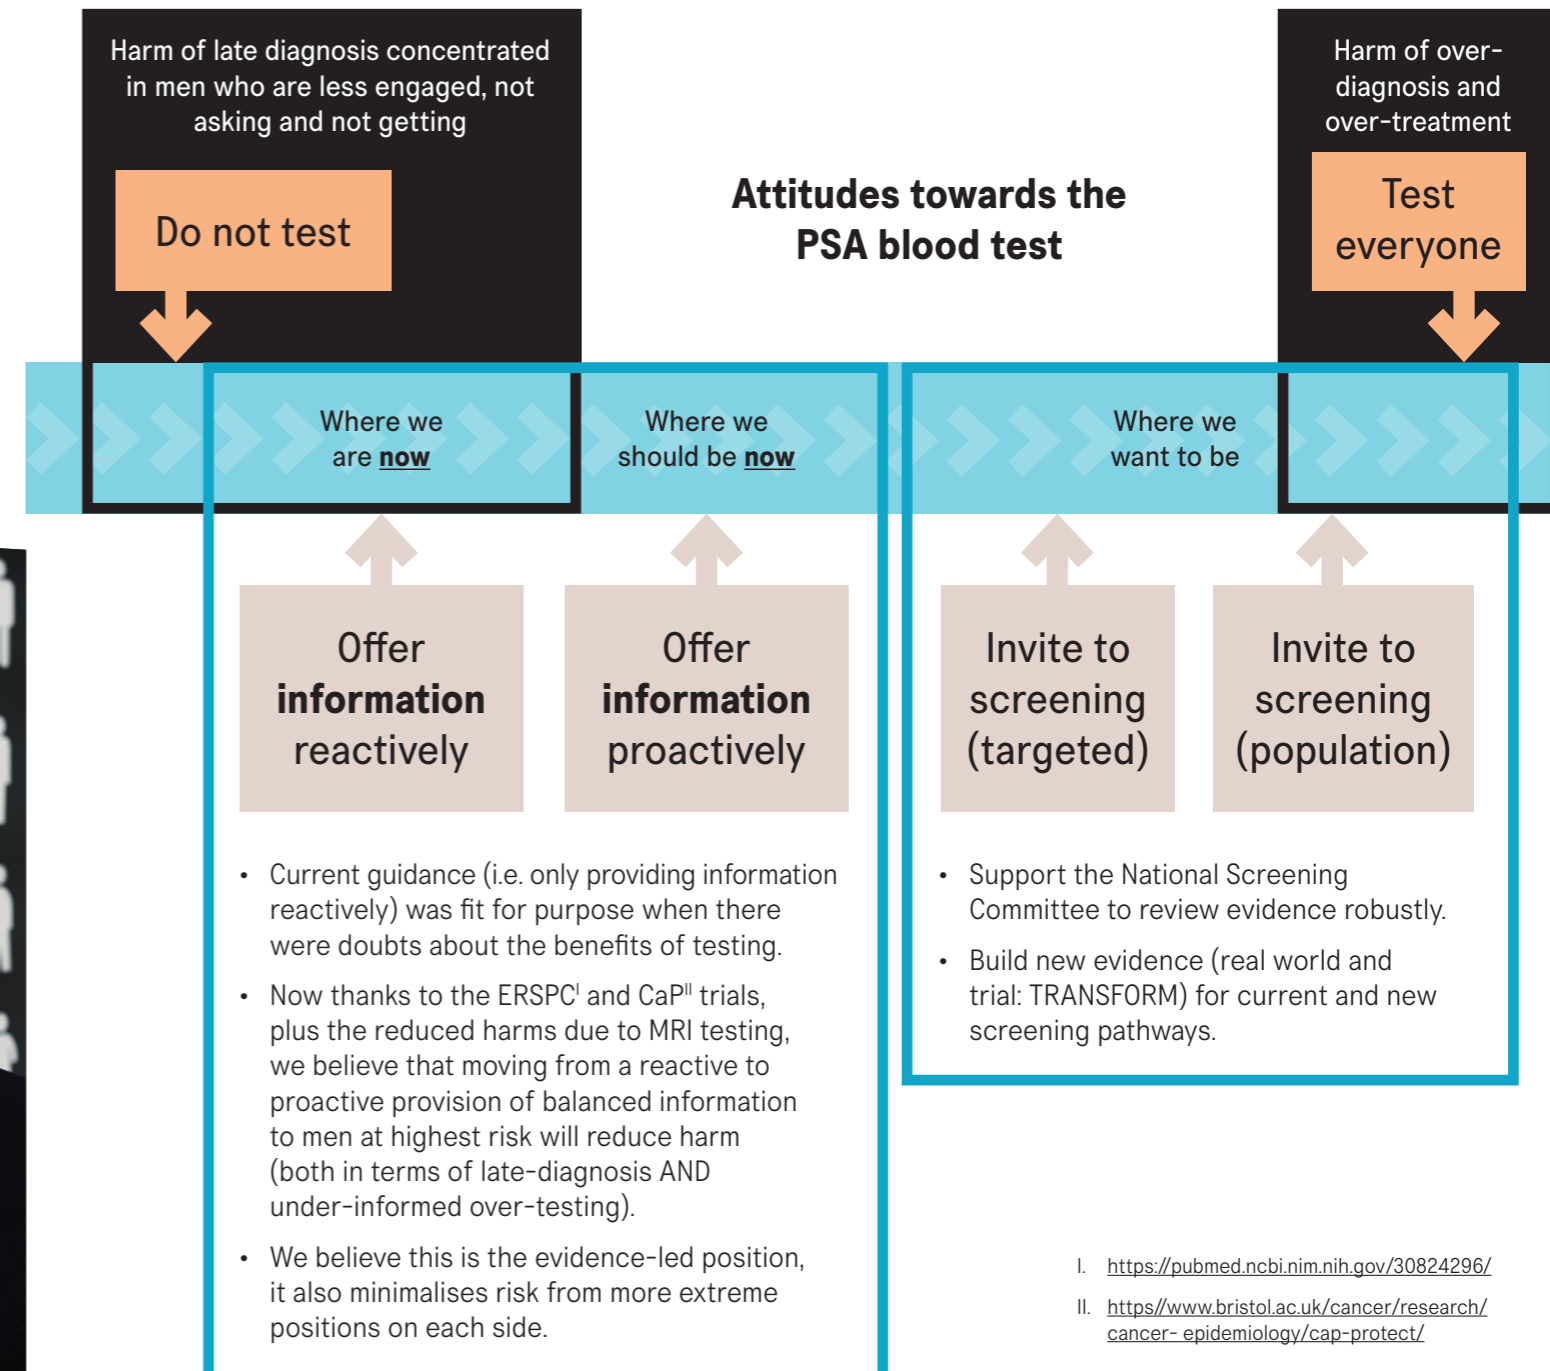 Harm of late diagnosis concentrated
in men who are less engaged, not
asking and not getting
Do not test
Attitudes towards the
PSA blood test
Harm of over-
diagnosis and
over-treatment
Test
everyone
Where we
are now
Where we
should be now
Where we
want to be
Offer
information
reactively
Offer
information
proactively
Invite to
screening
(targeted)
Invite to
screening
(population)
• Current guidance (i.e. only providing information
reactively) was fit for purpose when there
were doubts about the benefits of testing.
• Now thanks to the ERSPCᴵ and CaPᴵᴵ trials,
plus the reduced harms due to MRI testing,
we believe that moving from a reactive to
proactive provision of balanced information
to men at highest risk will reduce harm
(both in terms of late-diagnosis AND
under-informed over-testing).
• We believe this is the evidence-led position,
it also minimalises risk from more extreme
positions on each side.
• Support the National Screening
Committee to review evidence robustly.
• Build new evidence (real world and
trial: TRANSFORM) for current and new
screening pathways.
I. https://pubmed.ncbi.nim.nih.gov/30824296/
II. https//www.bristol.ac.uk/cancer/research/
cancer- epidemiology/cap-protect/